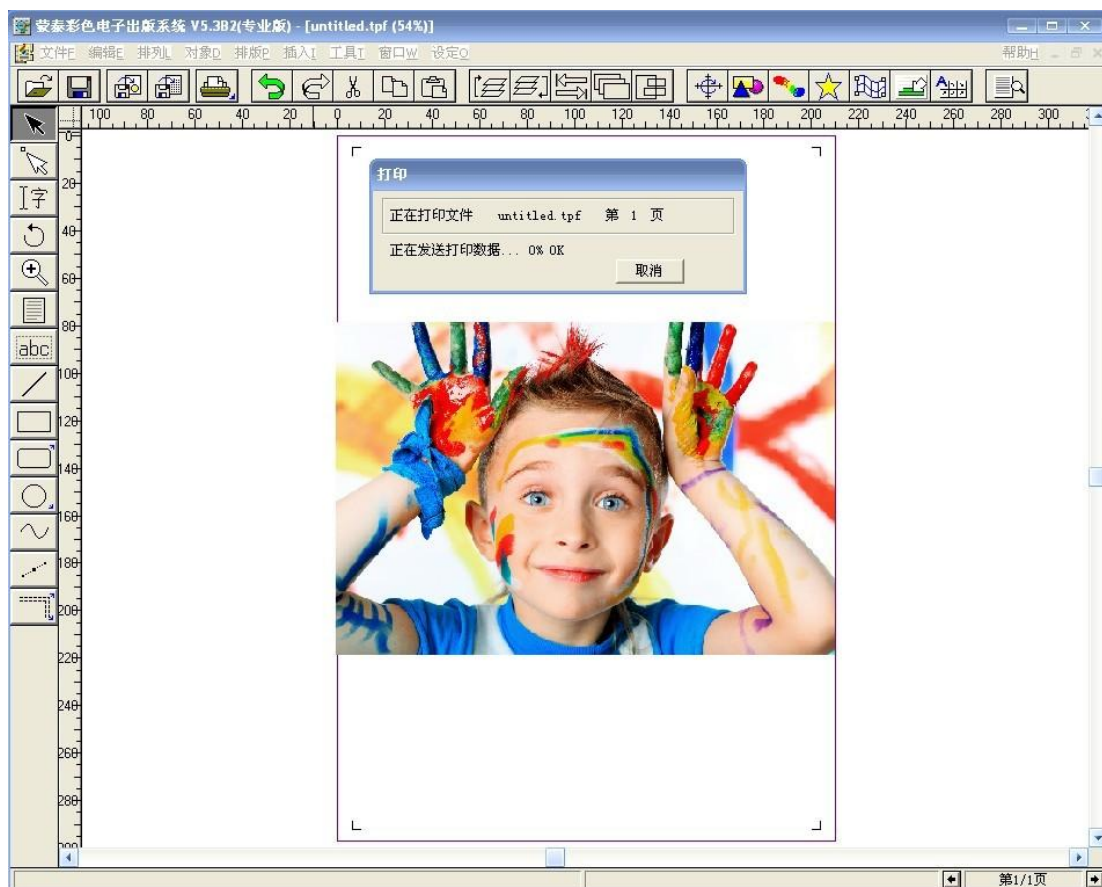 蒙泰彩色电子出版系统 V5.3B2(专业版) - [untitled.tpf (54%)]
文件F 编辑E 排列L 对象D 排版P 插入I 工具T 窗口W 设定O 帮助H
100 80 60 40 20 0 20 40 60 80 100 120 140 160 180 200 220 240 260 280 300
0
20
40
60
80
100
120
140
160
180
200
220
240
260
280
300
字
abc
打印
正在打印文件 untitled.tpf 第 1 页
正在发送打印数据... 0% OK
取消
第1/1页